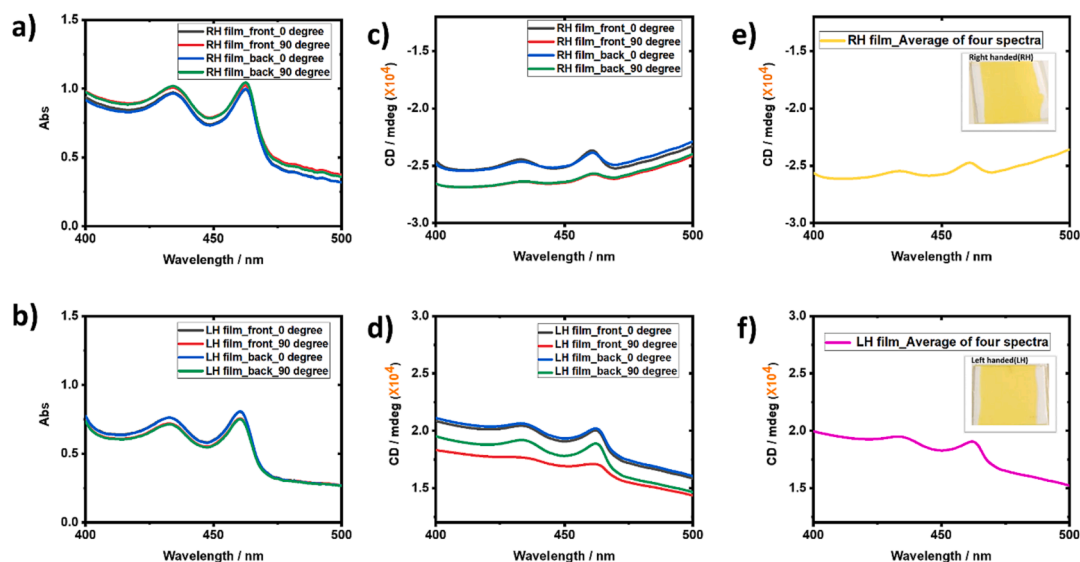 a)
RH film_front_0 degree
RH film_front_90 degree
RH film_back_0 degree
RH film_back_90 degree
1.5
1.0
0.5
0.0
Abs
400
450
500
Wavelength / nm
c)
RH film_front_0 degree
RH film_front_90 degree
RH film_back_0 degree
RH film_back_90 degree
-1.5
-2.0
-2.5
-3.0
CD / mdeg (X10⁴)
400
450
500
Wavelength / nm
e)
RH film_Average of four spectra
Right handed(RH)
-1.5
-2.0
-2.5
-3.0
CD / mdeg (X10⁴)
400
450
500
Wavelength / nm
b)
LH film_front_0 degree
LH film_front_90 degree
LH film_back_0 degree
LH film_back_90 degree
1.5
1.0
0.5
0.0
Abs
400
450
500
Wavelength / nm
d)
LH film_front_0 degree
LH film_front_90 degree
LH film_back_0 degree
LH film_back_90 degree
3.0
2.5
2.0
1.5
CD / mdeg (X10⁴)
400
450
500
Wavelength / nm
f)
LH film_Average of four spectra
Left handed(LH)
3.0
2.5
2.0
1.5
CD / mdeg (X10⁴)
400
450
500
Wavelength / nm